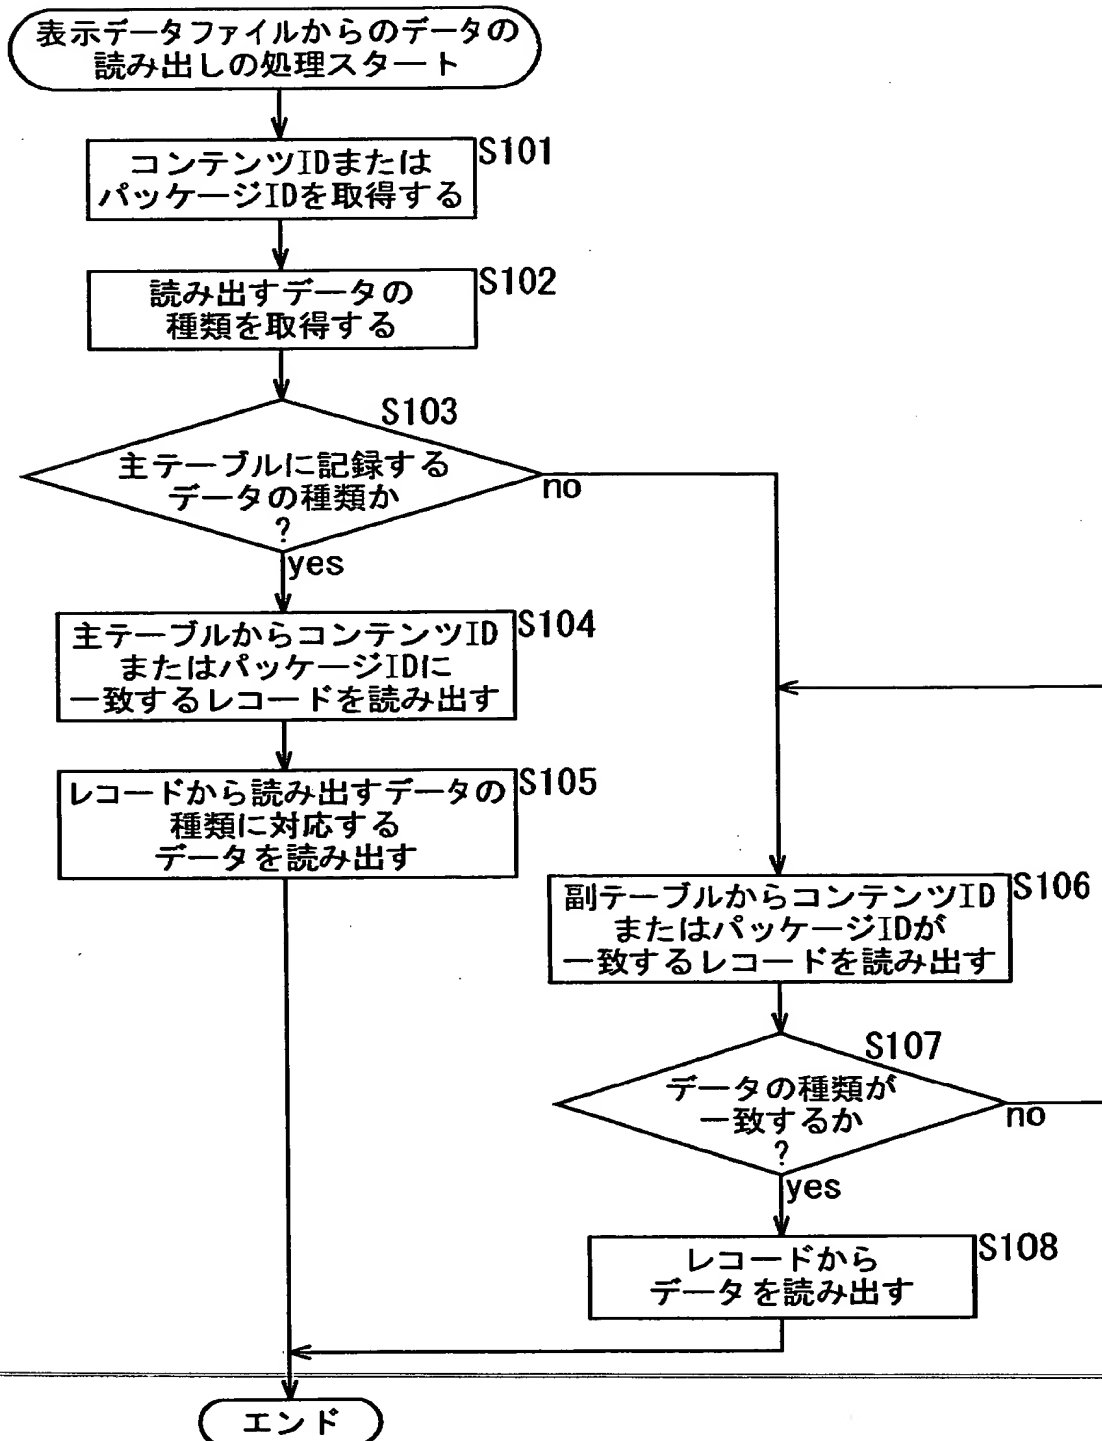 表示データファイルからのデータの
読み出しの処理スタート
S101
コンテンツIDまたは
パッケージIDを取得する
S102
読み出すデータの
種類を取得する
S103
主テーブルに記録する
データの種類か
?
no
yes
主テーブルからコンテンツID
またはパッケージIDに
一致するレコードを読み出す
S104
レコードから読み出すデータの
種類に対応する
データを読み出す
S105
副テーブルからコンテンツID
またはパッケージIDが
一致するレコードを読み出す
S106
S107
データの種類が
一致するか
?
no
yes
レコードから
データを読み出す
S108
エンド